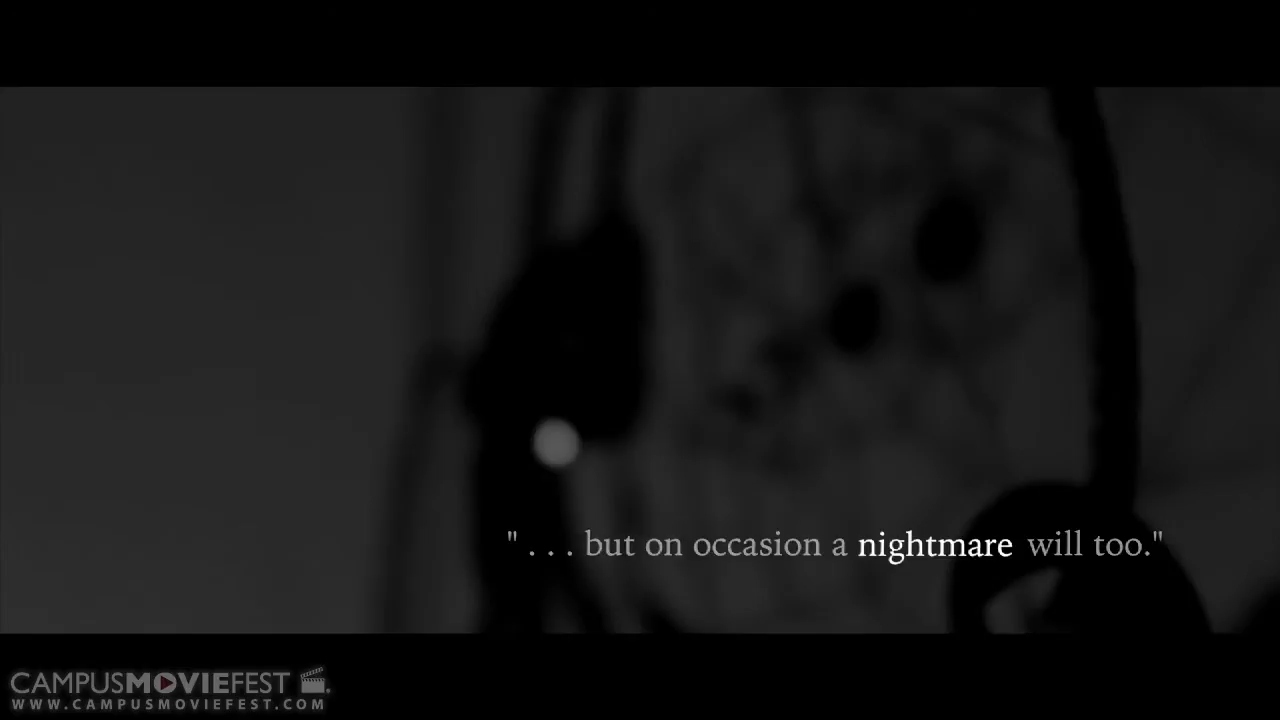 " . . . but on occasion a nightmare will too."
CAMPUSMOVIEFEST
WWW.CAMPUSMOVIEFEST.COM